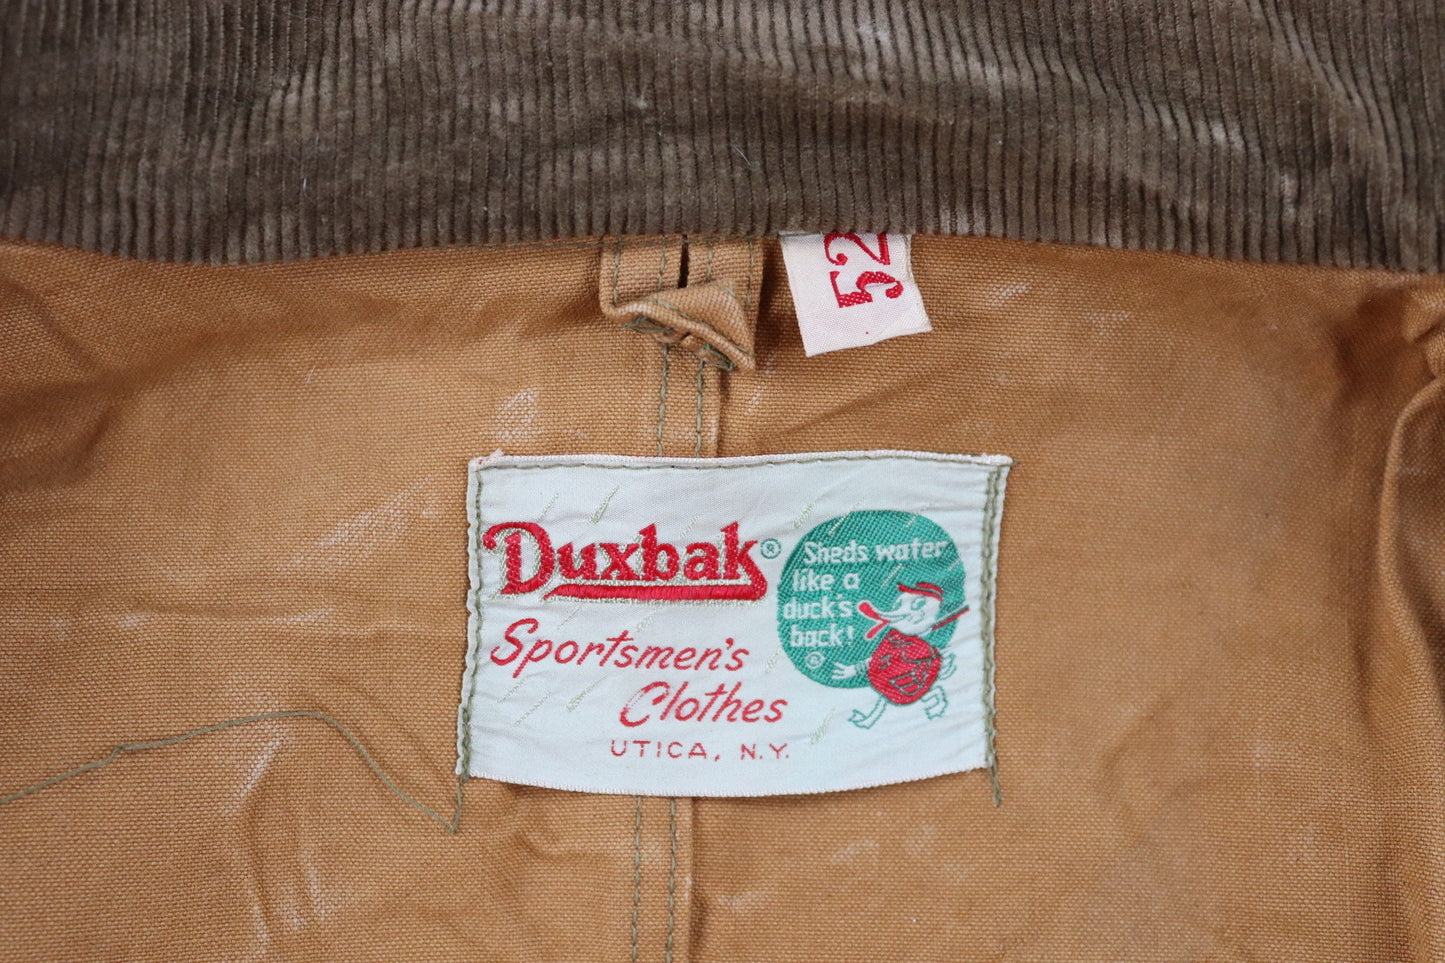 52
Duxbak®
Sportsmen's
Clothes
UTICA, N.Y.
Sheds water
like a
duck's
back!
®